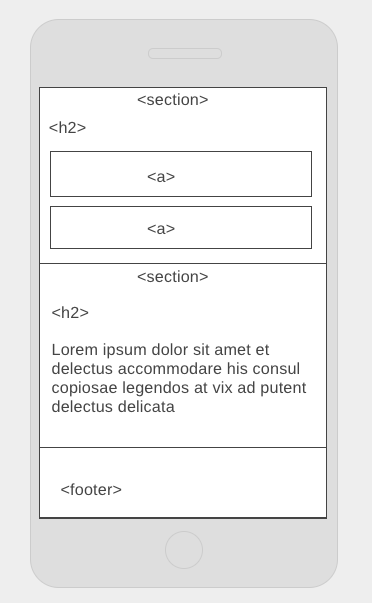 <section>
<h2>
<a>
<a>
<section>
<h2>
Lorem ipsum dolor sit amet et
delectus accommodare his consul
copiosae legendos at vix ad putent
delectus delicata
<footer>